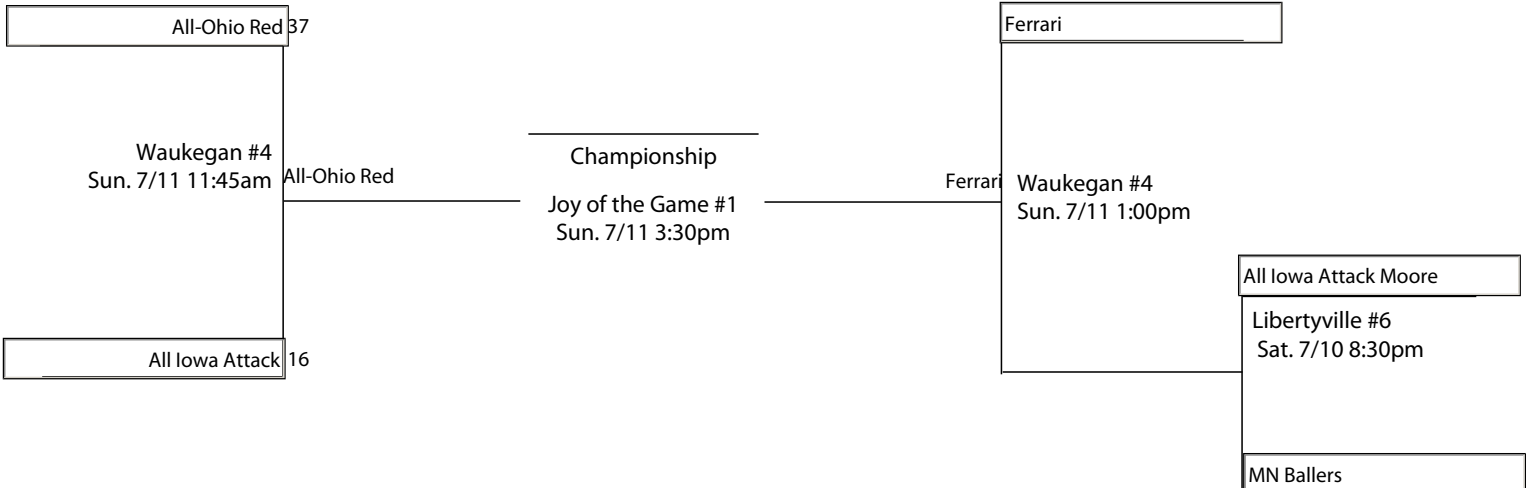 All-Ohio Red 37
Waukegan #4
Sun. 7/11 11:45am
All-Ohio Red
All Iowa Attack 16
Championship
Joy of the Game #1
Sun. 7/11 3:30pm
Ferrari
Ferrari
Waukegan #4
Sun. 7/11 1:00pm
All Iowa Attack Moore
Libertyville #6
Sat. 7/10 8:30pm
MN Ballers